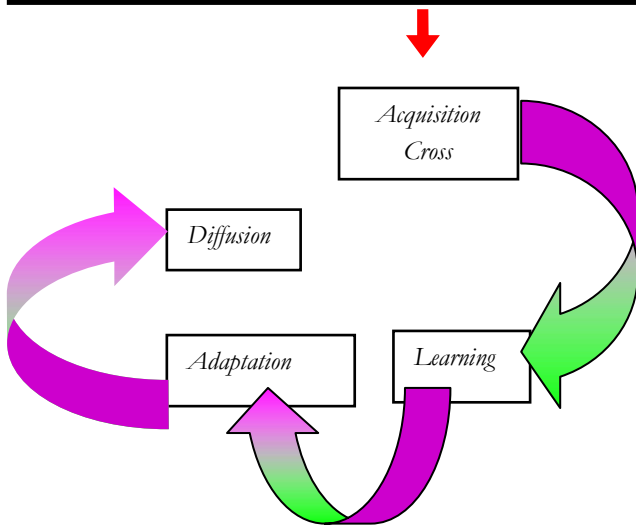 Acquisition
Cross
Diffusion
Adaptation
Learning